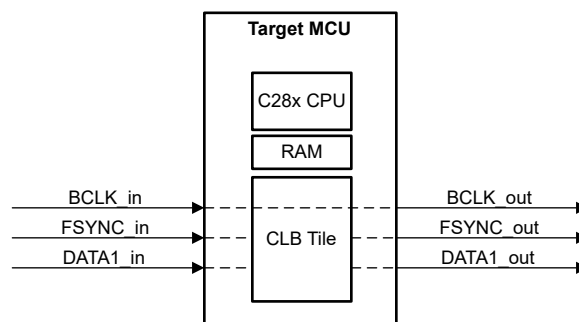 Target MCU
C28x CPU
RAM
BCLK_in
BCLK_out
FSYNC_in
CLB Tile
FSYNC_out
DATA1_in
DATA1_out